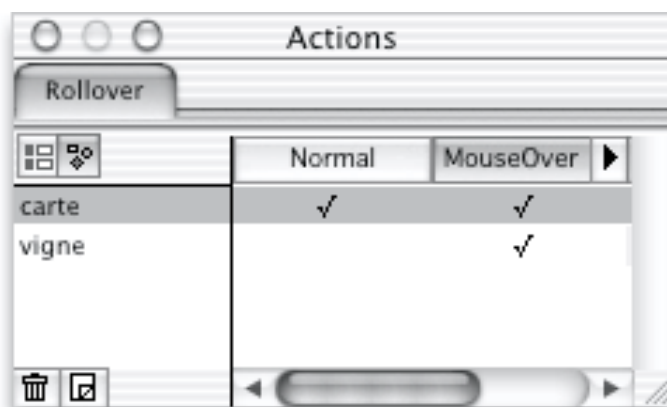 Actions
Rollover
Normal MouseOver
carte √ √
vigne √